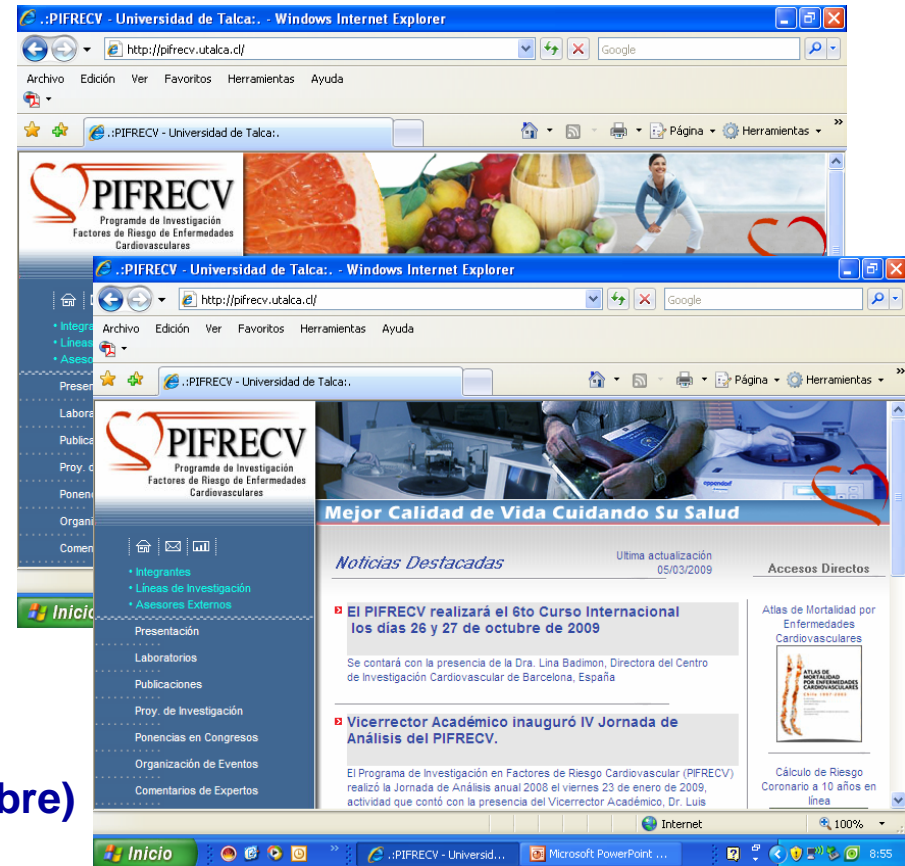 .:PIFRECV - Universidad de Talca:. - Windows Internet Explorer
http://pifrecv.utalca.cl/
Google
Archivo Edición Ver Favoritos Herramientas Ayuda
.:PIFRECV - Universidad de Talca:.
Página Herramientas »
PIFRECV
Programde de Investigación
Factores de Riesgo de Enfermedades
Cardiovasculares
Inicio
bre)
.:PIFRECV - Universidad de Talca:. - Windows Internet Explorer
http://pifrecv.utalca.cl/
Google
Archivo Edición Ver Favoritos Herramientas Ayuda
.:PIFRECV - Universidad de Talca:.
Página Herramientas »
PIFRECV
Programde de Investigación
Factores de Riesgo de Enfermedades
Cardiovasculares
eppendorf
Mejor Calidad de Vida Cuidando Su Salud
• Integrantes
• Líneas de Investigación
• Asesores Externos
Presentación
Laboratorios
Publicaciones
Proy. de Investigación
Ponencias en Congresos
Organización de Eventos
Comentarios de Expertos
Noticias Destacadas
Ultima actualización
05/03/2009
El PIFRECV realizará el 6to Curso Internacional
los días 26 y 27 de octubre de 2009
Se contará con la presencia de la Dra. Lina Badimon, Directora del Centro
de Investigación Cardiovascular de Barcelona, España
Vicerrector Académico inauguró IV Jornada de
Análisis del PIFRECV.
El Programa de Investigación en Factores de Riesgo Cardiovascular (PIFRECV)
realizó la Jornada de Análisis anual 2008 el viernes 23 de enero de 2009,
actividad que contó con la presencia del Vicerrector Académico, Dr. Luis
Accesos Directos
Atlas de Mortalidad por
Enfermedades
Cardiovasculares
ATLAS DE
MORTALIDAD
POR ENFERMEDADES
CARDIOVASCULARES
Cálculo de Riesgo
Coronario a 10 años en
línea
Internet
100%
Inicio
.:PIFRECV - Universid...
Microsoft PowerPoint ...
8:55